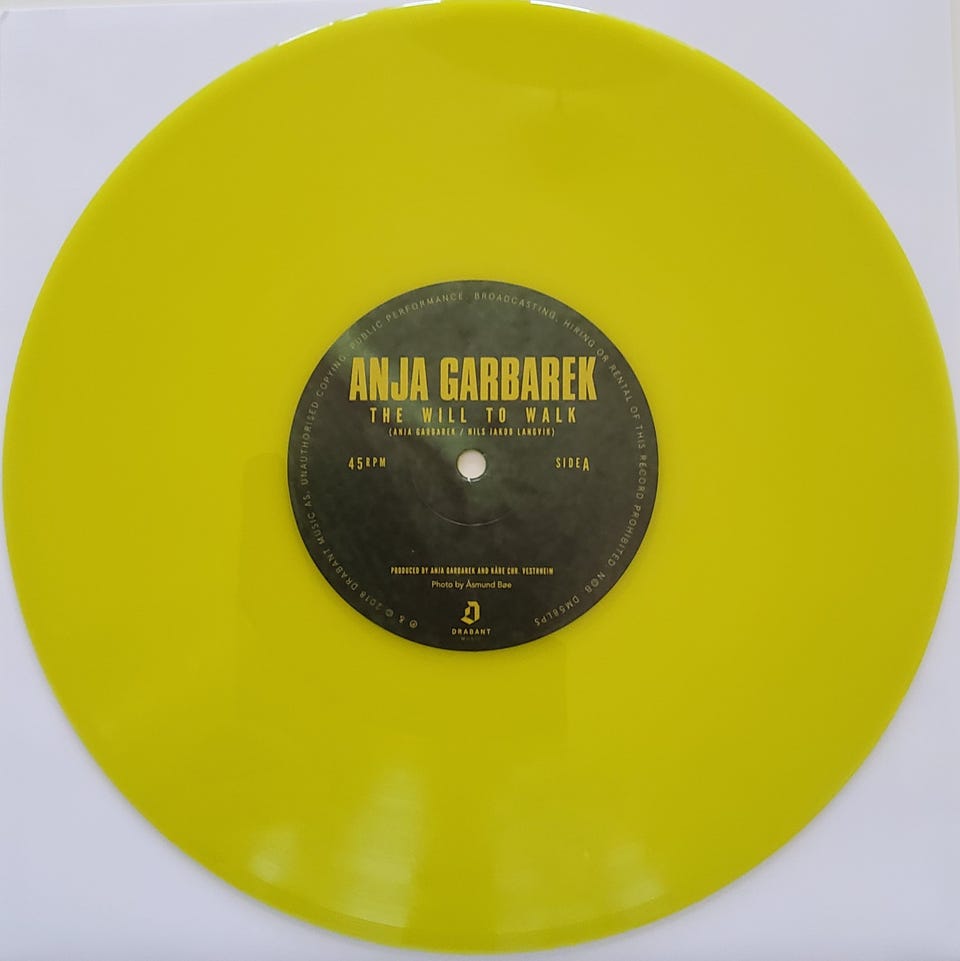 ANJA GARBAREK
THE WILL TO WALK
(ANJA GARBAREK / NILS JAKOB LANGVIK)
45RPM
SIDE A
PRODUCED BY ANJA GARBAREK AND KÅRE CHR. VESTRHEIM
Photo by Åsmund Bøe
DRABANT
MUSIC
℗ & © 2018 DRABANT MUSIC AS. UNAUTHORISED COPYING, PUBLIC PERFORMANCE, BROADCASTING, HIRING OR RENTAL OF THIS RECORD PROHIBITED. N©B DM58LPS